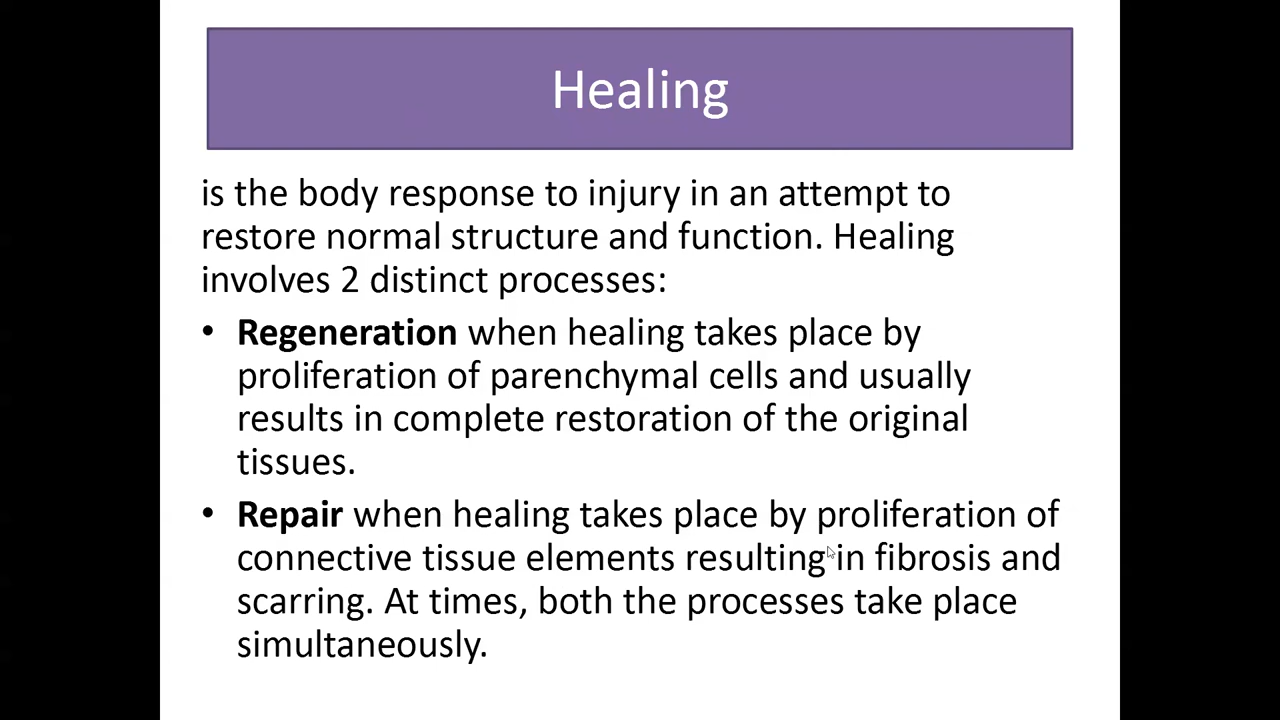 Healing
is the body response to injury in an attempt to
restore normal structure and function. Healing
involves 2 distinct processes:
• Regeneration when healing takes place by
proliferation of parenchymal cells and usually
results in complete restoration of the original
tissues.
• Repair when healing takes place by proliferation of
connective tissue elements resulting in fibrosis and
scarring. At times, both the processes take place
simultaneously.